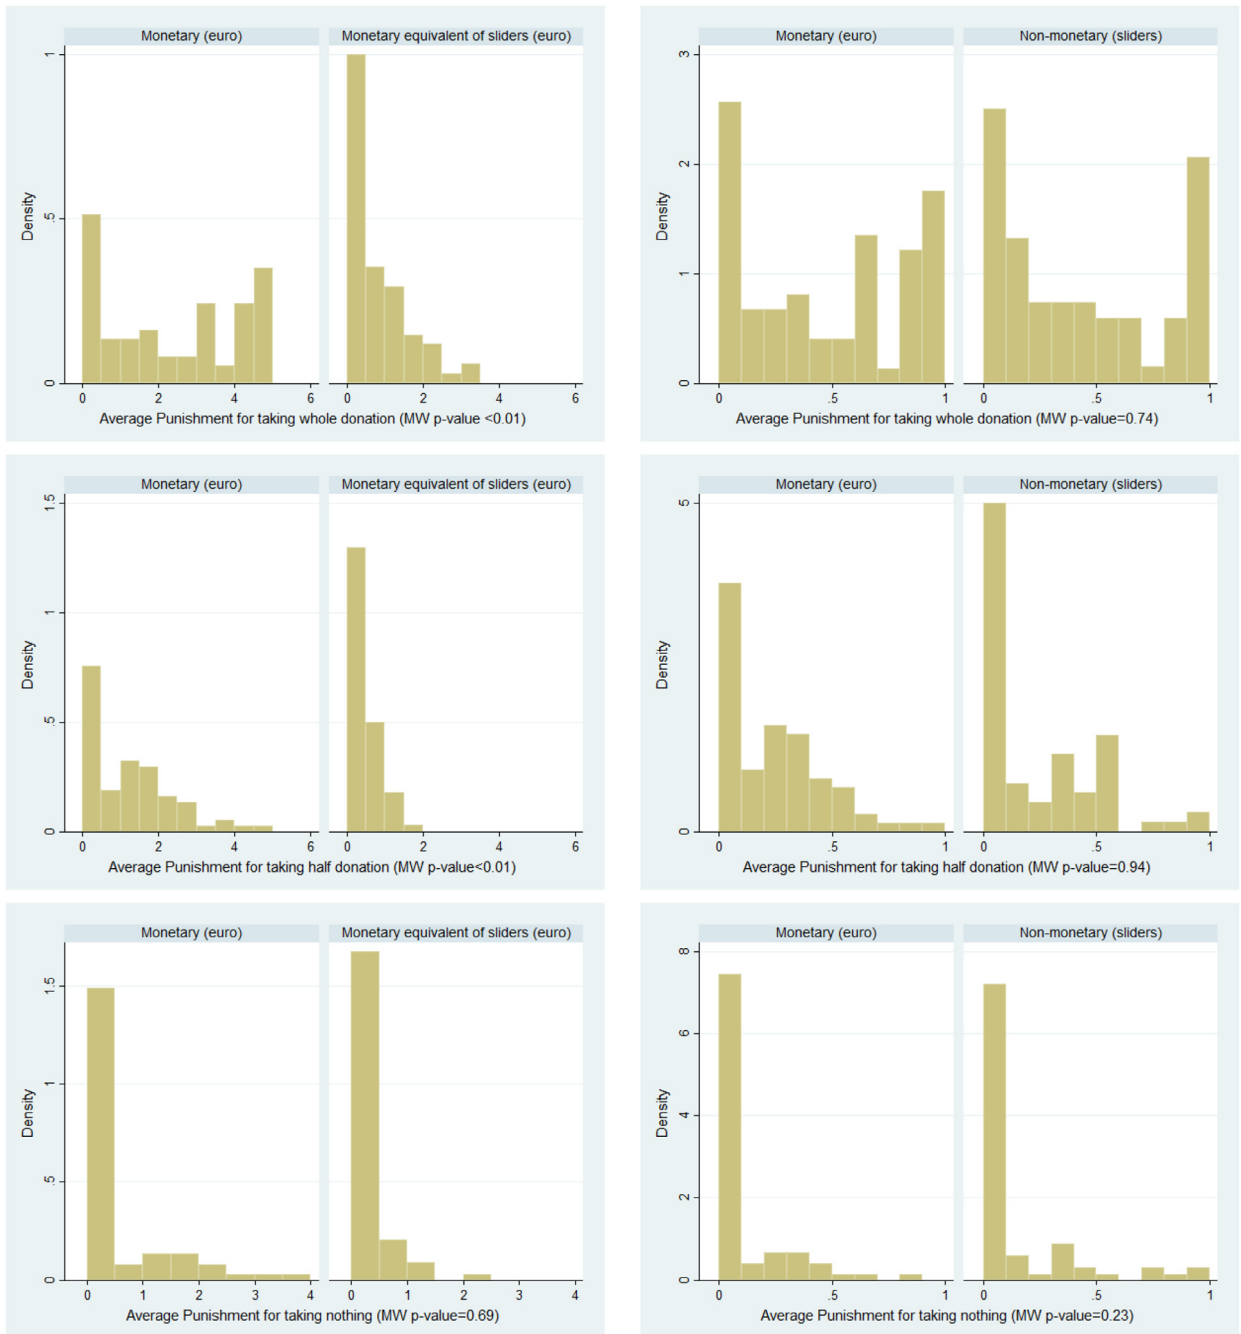 Monetary (euro) Monetary equivalent of sliders (euro)
1
.5
0
Density
0 2 4 6 0 2 4 6
Average Punishment for taking whole donation (MW p-value <0.01)
Monetary (euro) Non-monetary (sliders)
3
2
1
0
Density
0 .5 1 0 .5 1
Average Punishment for taking whole donation (MW p-value=0.74)
Monetary (euro) Monetary equivalent of sliders (euro)
1.5
1
.5
0
Density
0 2 4 6 0 2 4 6
Average Punishment for taking half donation (MW p-value<0.01)
Monetary (euro) Non-monetary (sliders)
5
0
Density
0 .5 1 0 .5 1
Average Punishment for taking half donation (MW p-value=0.94)
Monetary (euro) Monetary equivalent of sliders (euro)
1.5
1
.5
0
Density
0 1 2 3 4 0 1 2 3 4
Average Punishment for taking nothing (MW p-value=0.69)
Monetary (euro) Non-monetary (sliders)
8
6
4
2
0
Density
0 .5 1 0 .5 1
Average Punishment for taking nothing (MW p-value=0.23)